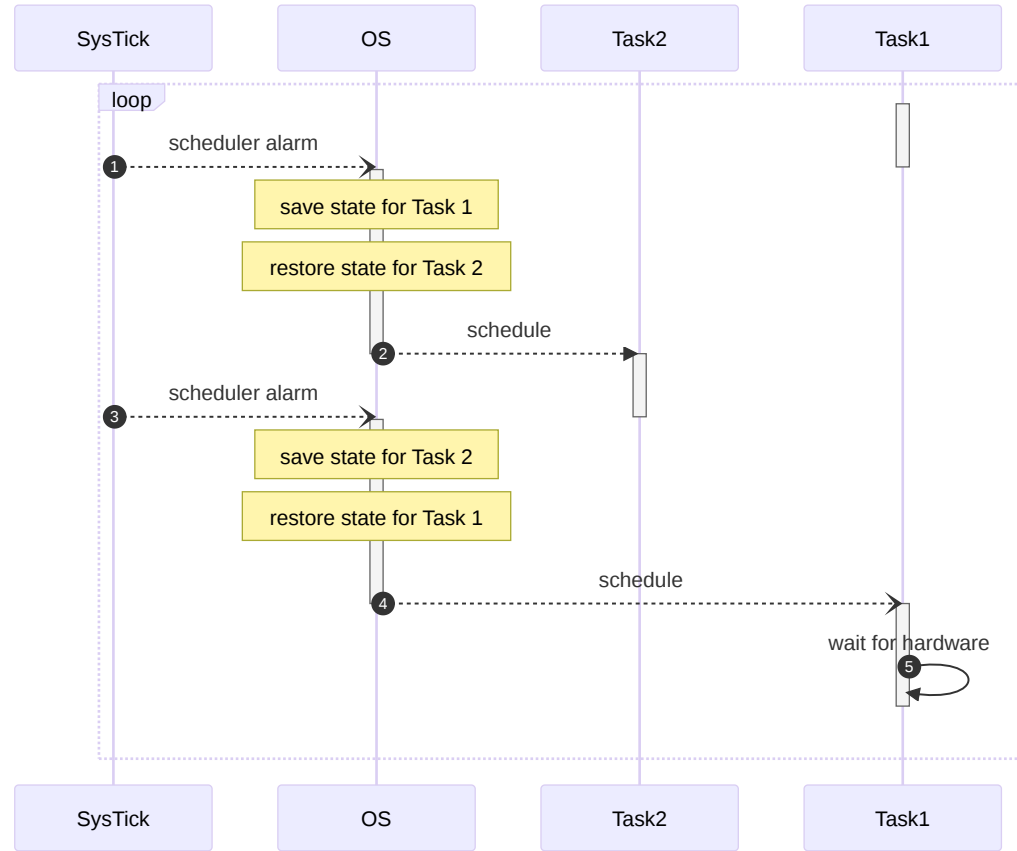 SysTick
OS
Task2
Task1
loop
scheduler alarm
1
save state for Task 1
restore state for Task 2
schedule
2
scheduler alarm
3
save state for Task 2
restore state for Task 1
schedule
4
wait for hardware
5
SysTick
OS
Task2
Task1